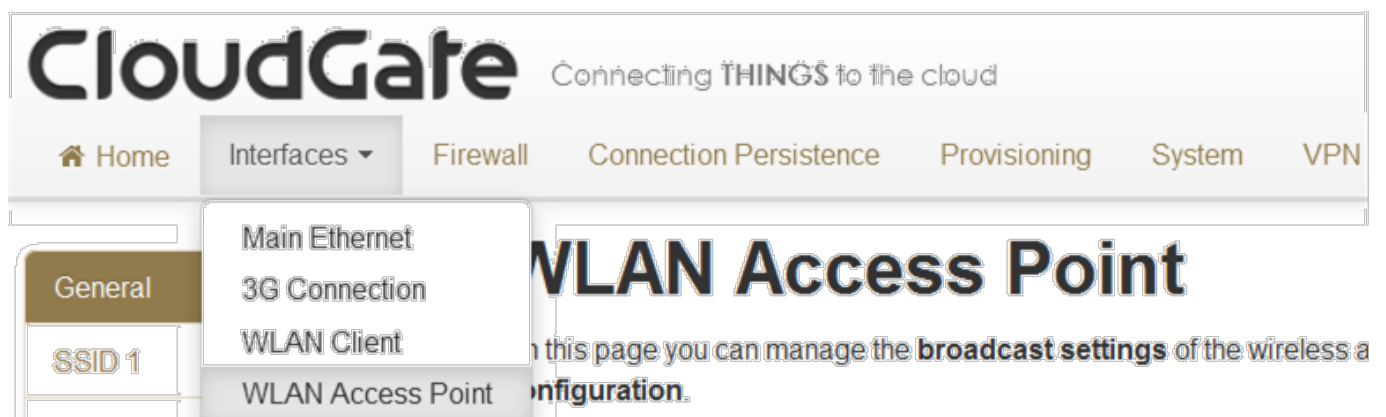 CloudGate Connecting THINGS to the cloud
Home Interfaces Firewall Connection Persistence Provisioning System VPN
Main Ethernet
3G Connection
WLAN Client
WLAN Access Point
General
SSID 1
WLAN Access Point
this page you can manage the broadcast settings of the wireless a
onfiguration.